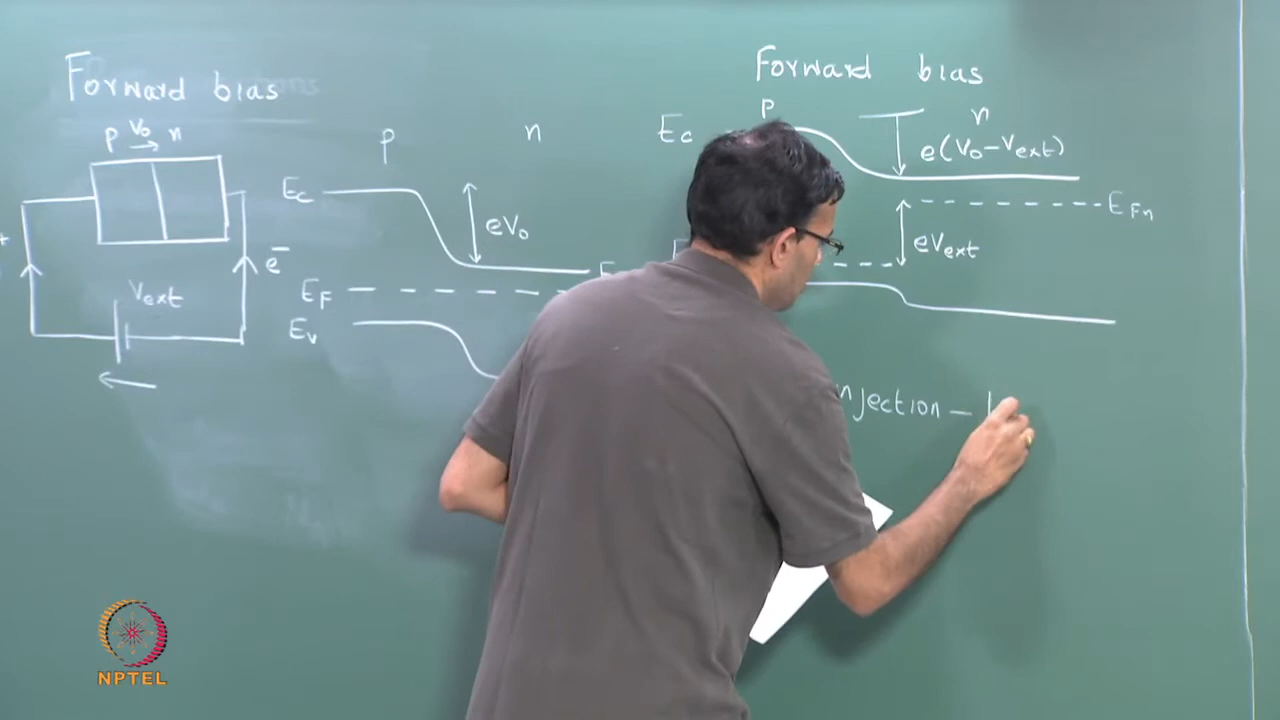 Forward bias
p V₀ n
+
e⁻
Vext
p n
Ec
eV₀
EF
Ev
Forward bias
p n
Ec
e(V₀-Vext)
EFn
eVext
njection –
NPTEL